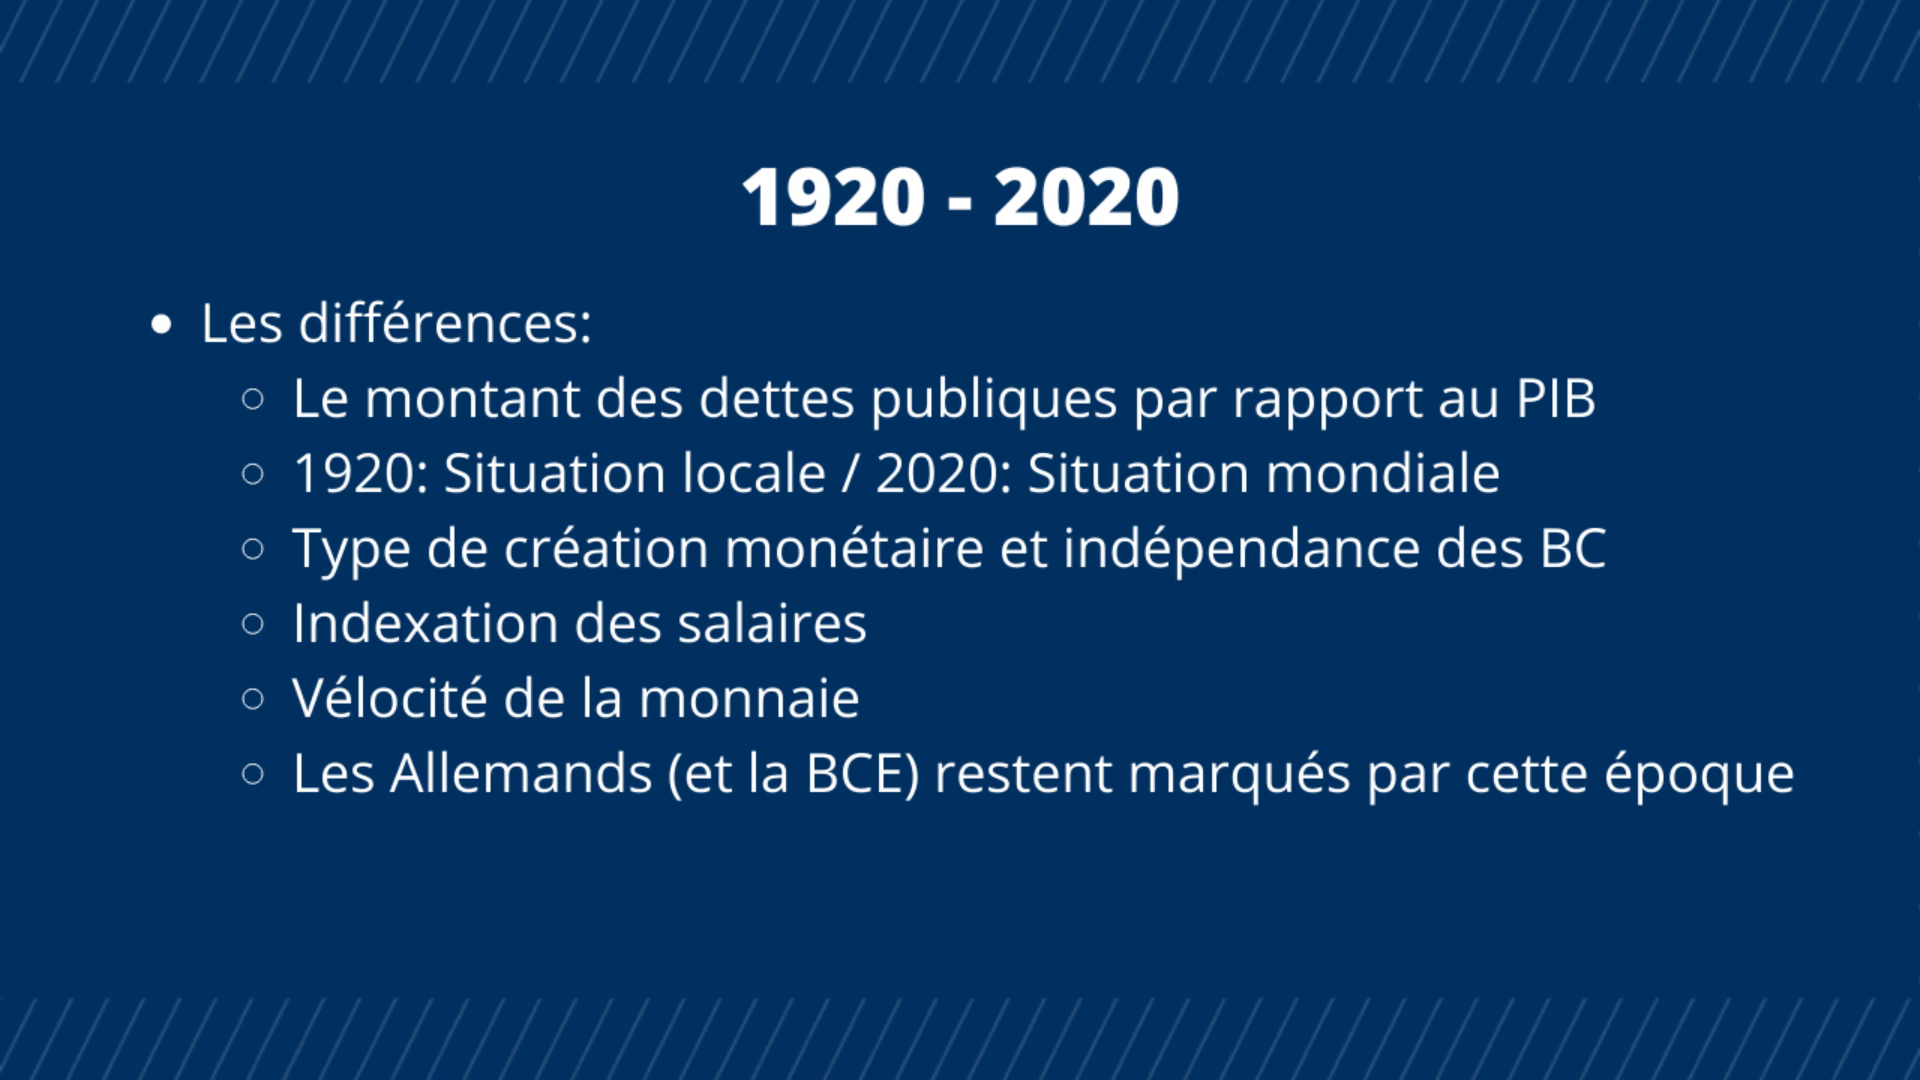 1920 - 2020
Les différences:
Le montant des dettes publiques par rapport au PIB
1920: Situation locale / 2020: Situation mondiale
Type de création monétaire et indépendance des BC
Indexation des salaires
Vélocité de la monnaie
Les Allemands (et la BCE) restent marqués par cette époque